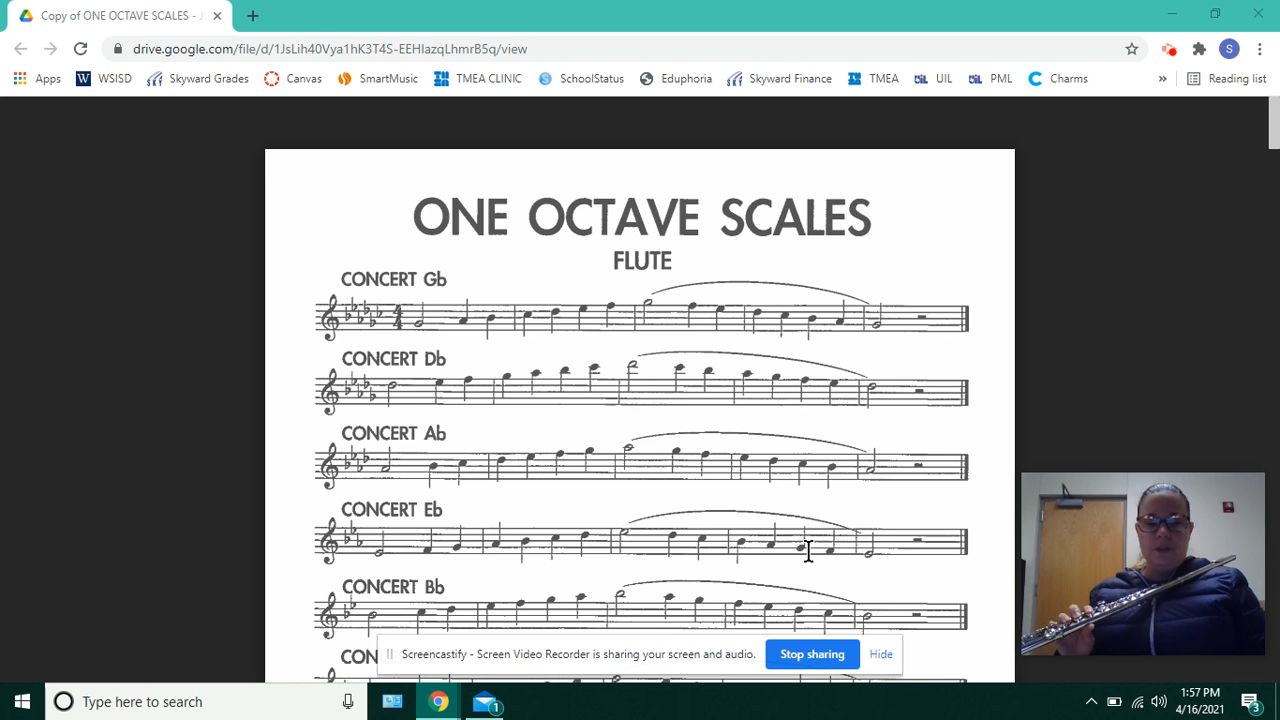 Copy of ONE OCTAVE SCALES - J
drive.google.com/file/d/1JsLih40Vya1hK3T4S-EEHIazqLhmrB5q/view
S
Apps
WSISD
Skyward Grades
Canvas
SmartMusic
TMEA CLINIC
SchoolStatus
Eduphoria
Skyward Finance
TMEA
UIL
PML
Charms
»
Reading list
ONE OCTAVE SCALES
FLUTE
CONCERT Gb
CONCERT Db
CONCERT Ab
CONCERT Eb
CONCERT Bb
CON
Screencastify - Screen Video Recorder is sharing your screen and audio.
Stop sharing
Hide
Type here to search
1
1:57 PM
4/16/2021
3